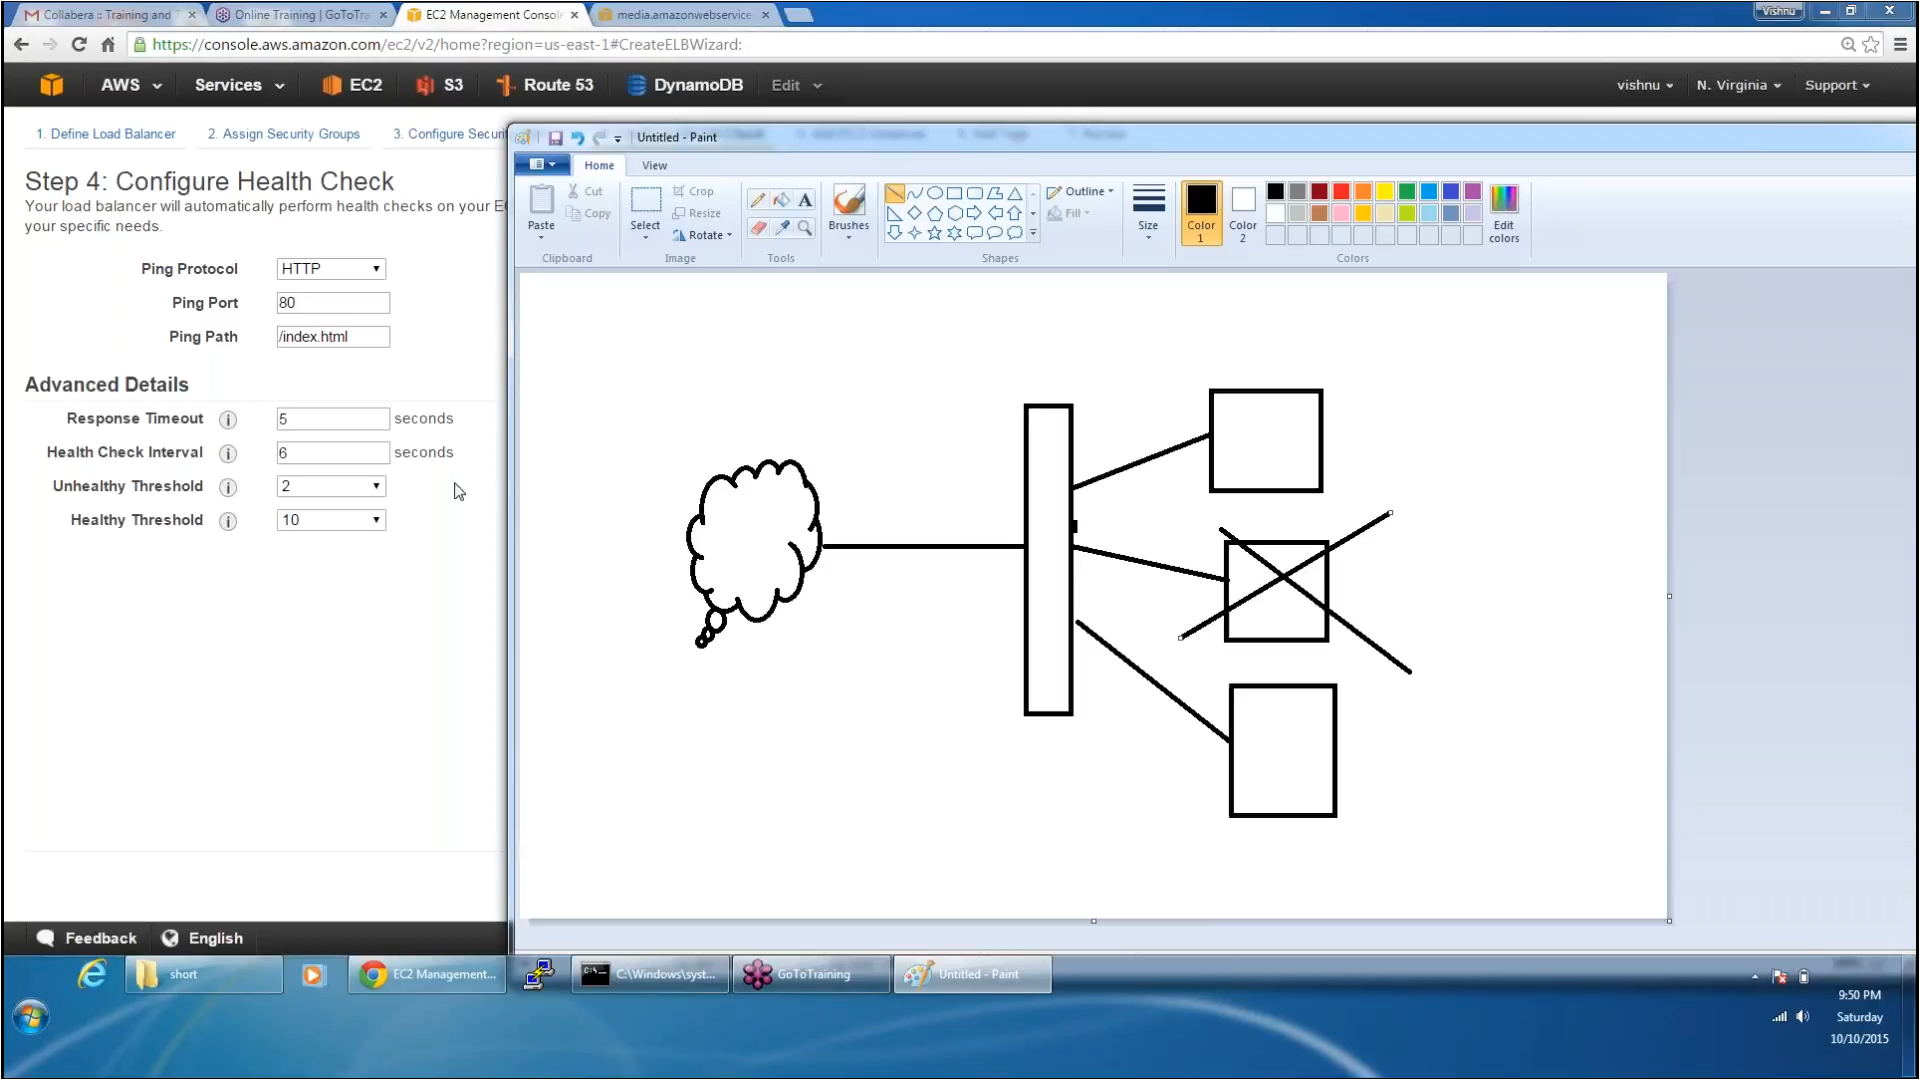 Collabera :: Training and T
Online Training | GoToTra
EC2 Management Consol
media.amazonwebservice
Vishnu
https://console.aws.amazon.com/ec2/v2/home?region=us-east-1#CreateELBWizard:
AWS
Services
EC2
S3
Route 53
DynamoDB
Edit
vishnu
N. Virginia
Support
1. Define Load Balancer
2. Assign Security Groups
3. Configure Secur
Step 4: Configure Health Check
Your load balancer will automatically perform health checks on your EC
your specific needs.
Ping Protocol HTTP
Ping Port 80
Ping Path /index.html
Advanced Details
Response Timeout i 5 seconds
Health Check Interval i 6 seconds
Unhealthy Threshold i 2
Healthy Threshold i 10
Feedback
English
Untitled - Paint
Home
View
Paste
Cut
Copy
Clipboard
Select
Crop
Resize
Rotate
Image
A
Tools
Brushes
Outline
Fill
Shapes
Size
Color 1
Color 2
Edit colors
Colors
short
EC2 Management...
C:\Windows\syst...
GoToTraining
Untitled - Paint
9:50 PM
Saturday
10/10/2015